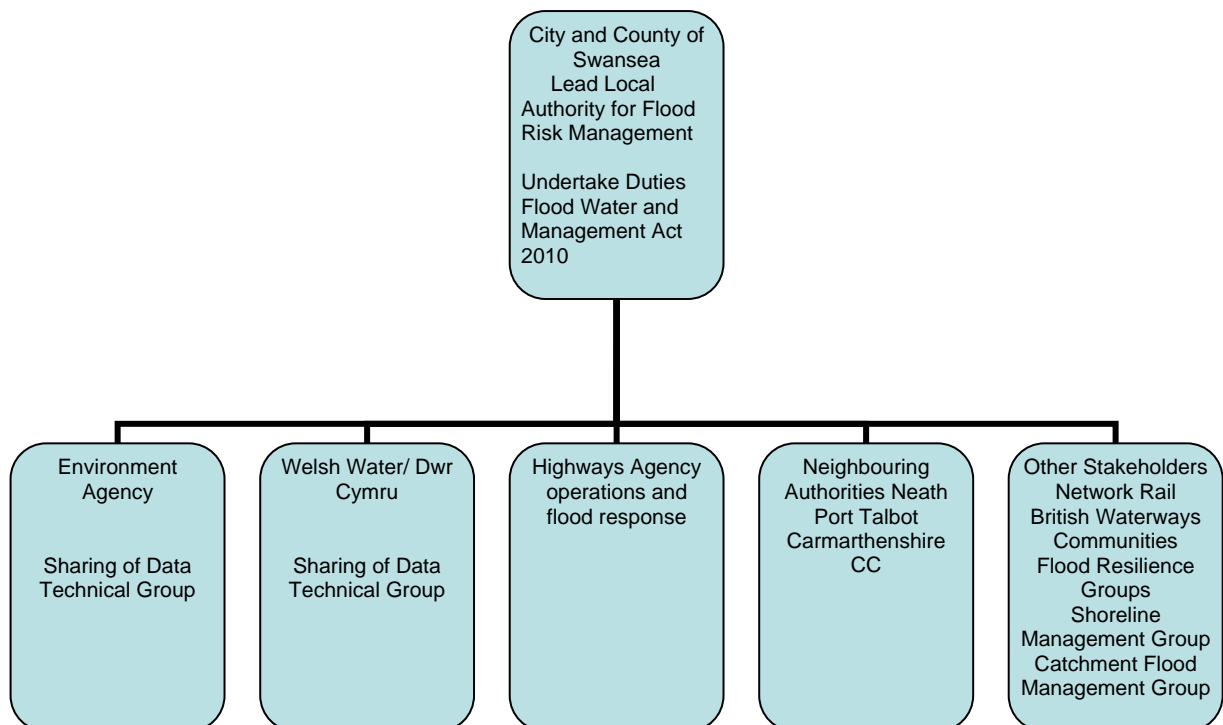 City and County of
Swansea
Lead Local
Authority for Flood
Risk Management
Undertake Duties
Flood Water and
Management Act
2010
Environment
Agency
Sharing of Data
Technical Group
Welsh Water/ Dwr
Cymru
Sharing of Data
Technical Group
Highways Agency
operations and
flood response
Neighbouring
Authorities Neath
Port Talbot
Carmarthenshire
CC
Other Stakeholders
Network Rail
British Waterways
Communities
Flood Resilience
Groups
Shoreline
Management Group
Catchment Flood
Management Group